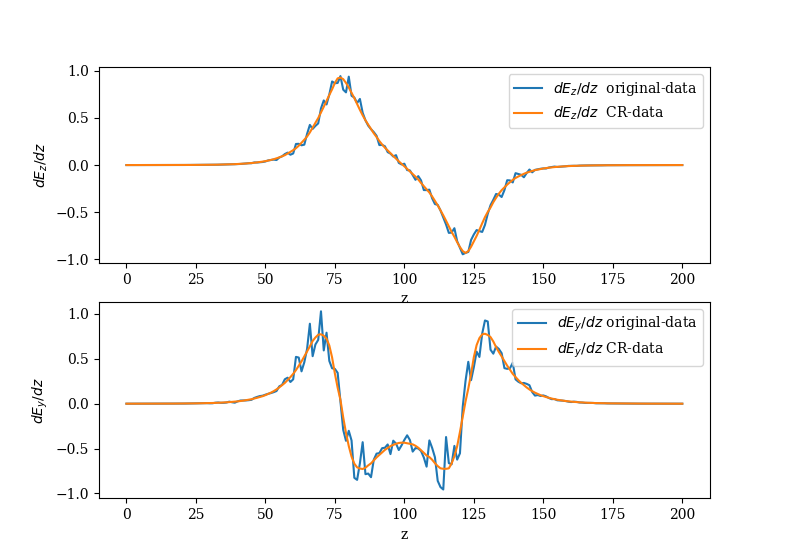 1.0
0.5
0.0
−0.5
−1.0
dE_z/dz
dE_z/dz original-data
dE_z/dz CR-data
0 25 50 75 100 125 150 175 200
z
1.0
0.5
0.0
−0.5
−1.0
dE_y/dz
dE_y/dz original-data
dE_y/dz CR-data
0 25 50 75 100 125 150 175 200
z